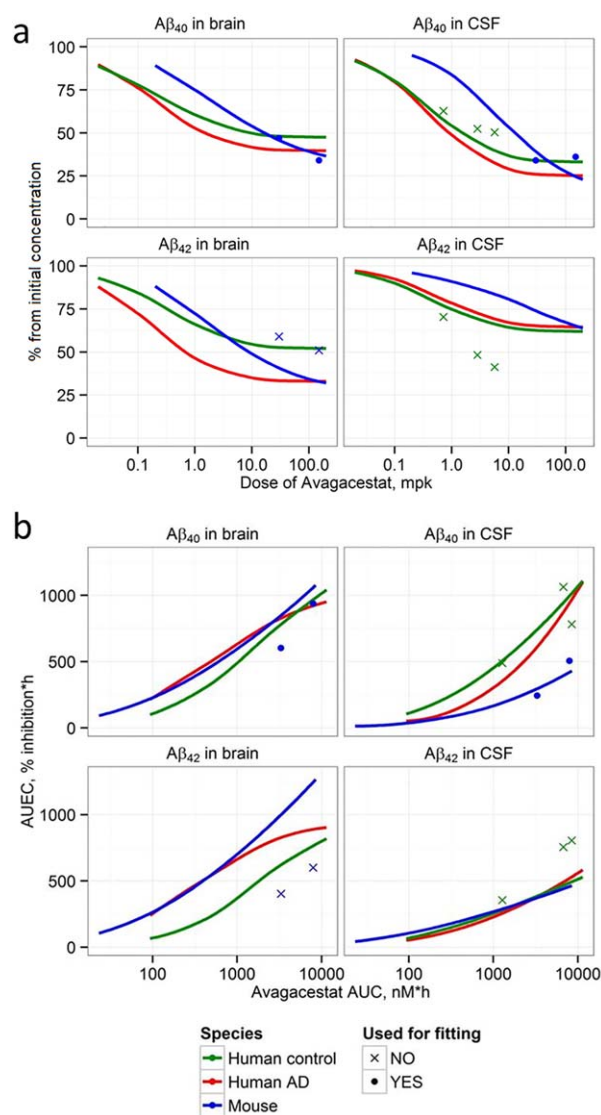 a
Aβ₄₀ in brain
Aβ₄₀ in CSF
100
75
50
25
0
Aβ₄₂ in brain
Aβ₄₂ in CSF
100
75
50
25
0
% from initial concentration
0.1 1.0 10.0 100.0 0.1 1.0 10.0 100.0
Dose of Avagacestat, mpk
b
Aβ₄₀ in brain
Aβ₄₀ in CSF
1000
500
0
Aβ₄₂ in brain
Aβ₄₂ in CSF
1000
500
0
AUEC, % inhibition*h
100 1000 10000 100 1000 10000
Avagacestat AUC, nM*h
Species
Human control
Human AD
Mouse
Used for fitting
NO
YES